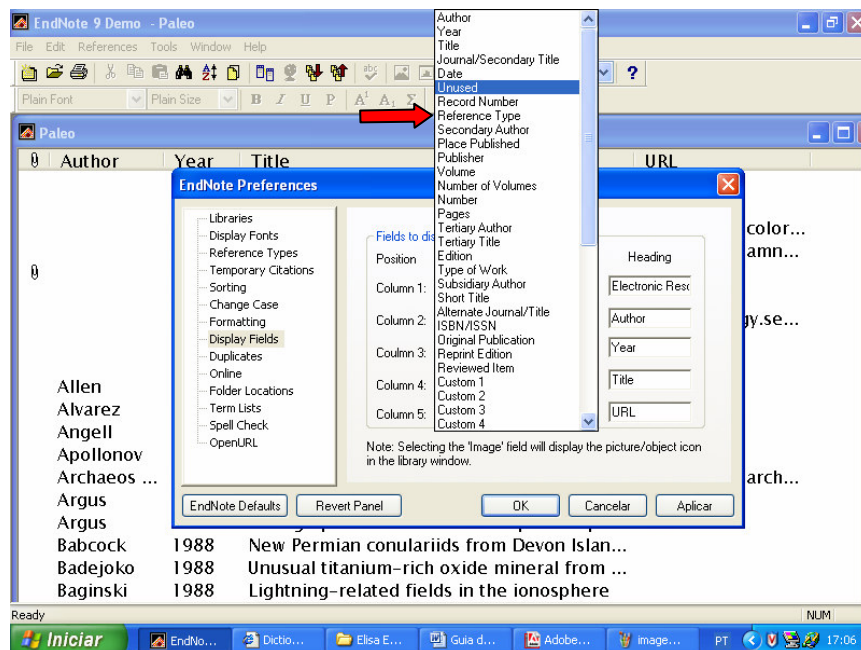 EndNote 9 Demo - Paleo
File Edit References Tools Window Help
Plain Font Plain Size B I U P A¹ A₁ Σ
Paleo
Author Year Title URL
color...
amn...
gy.se...
Allen
Alvarez
Angell
Apollonov
Archaeos ... arch...
Argus
Argus
Babcock 1988 New Permian conulariids from Devon Islan...
Badejoko 1988 Unusual titanium-rich oxide mineral from ...
Baginski 1988 Lightning-related fields in the ionosphere
EndNote Preferences
Libraries
Display Fonts
Reference Types
Temporary Citations
Sorting
Change Case
Formatting
Display Fields
Duplicates
Online
Folder Locations
Term Lists
Spell Check
OpenURL
Fields to dis
Position Heading
Column 1: Electronic Reso
Column 2: Author
Coulmn 3: Year
Column 4: Title
Column 5: URL
Note: Selecting the 'Image' field will display the picture/object icon
in the library window.
EndNote Defaults Revert Panel OK Cancelar Aplicar
Author
Year
Title
Journal/Secondary Title
Date
Unused
Record Number
Reference Type
Secondary Author
Place Published
Publisher
Volume
Number of Volumes
Number
Pages
Tertiary Author
Tertiary Title
Edition
Type of Work
Subsidiary Author
Short Title
Alternate Journal/Title
ISBN/ISSN
Original Publication
Reprint Edition
Reviewed Item
Custom 1
Custom 2
Custom 3
Custom 4
Ready NUM
Iniciar EndNo... Dictio... Elisa E... Guia d... Adobe... image... PT 17:06